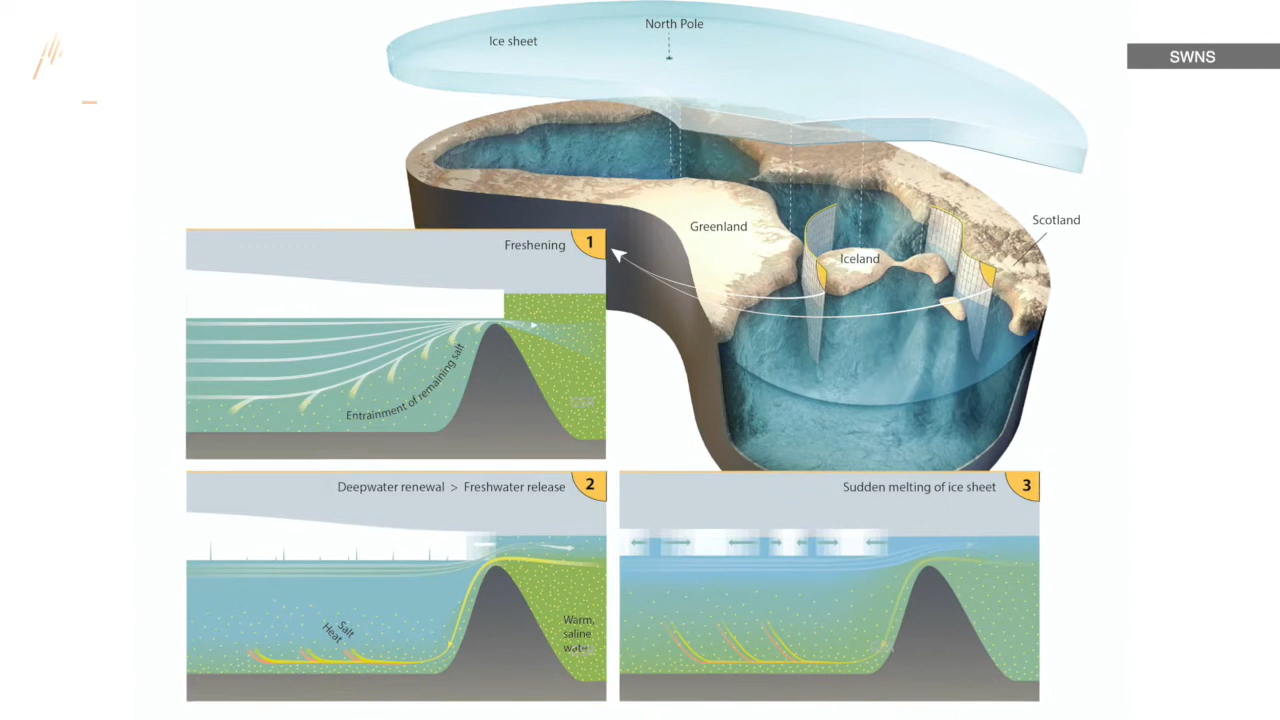 North Pole
Ice sheet
SWNS
Scotland
Greenland
Iceland
Freshening
1
Entrainment of remaining salt
Deepwater renewal > Freshwater release
2
Salt
Heat
Warm,
saline
water
Sudden melting of ice sheet
3